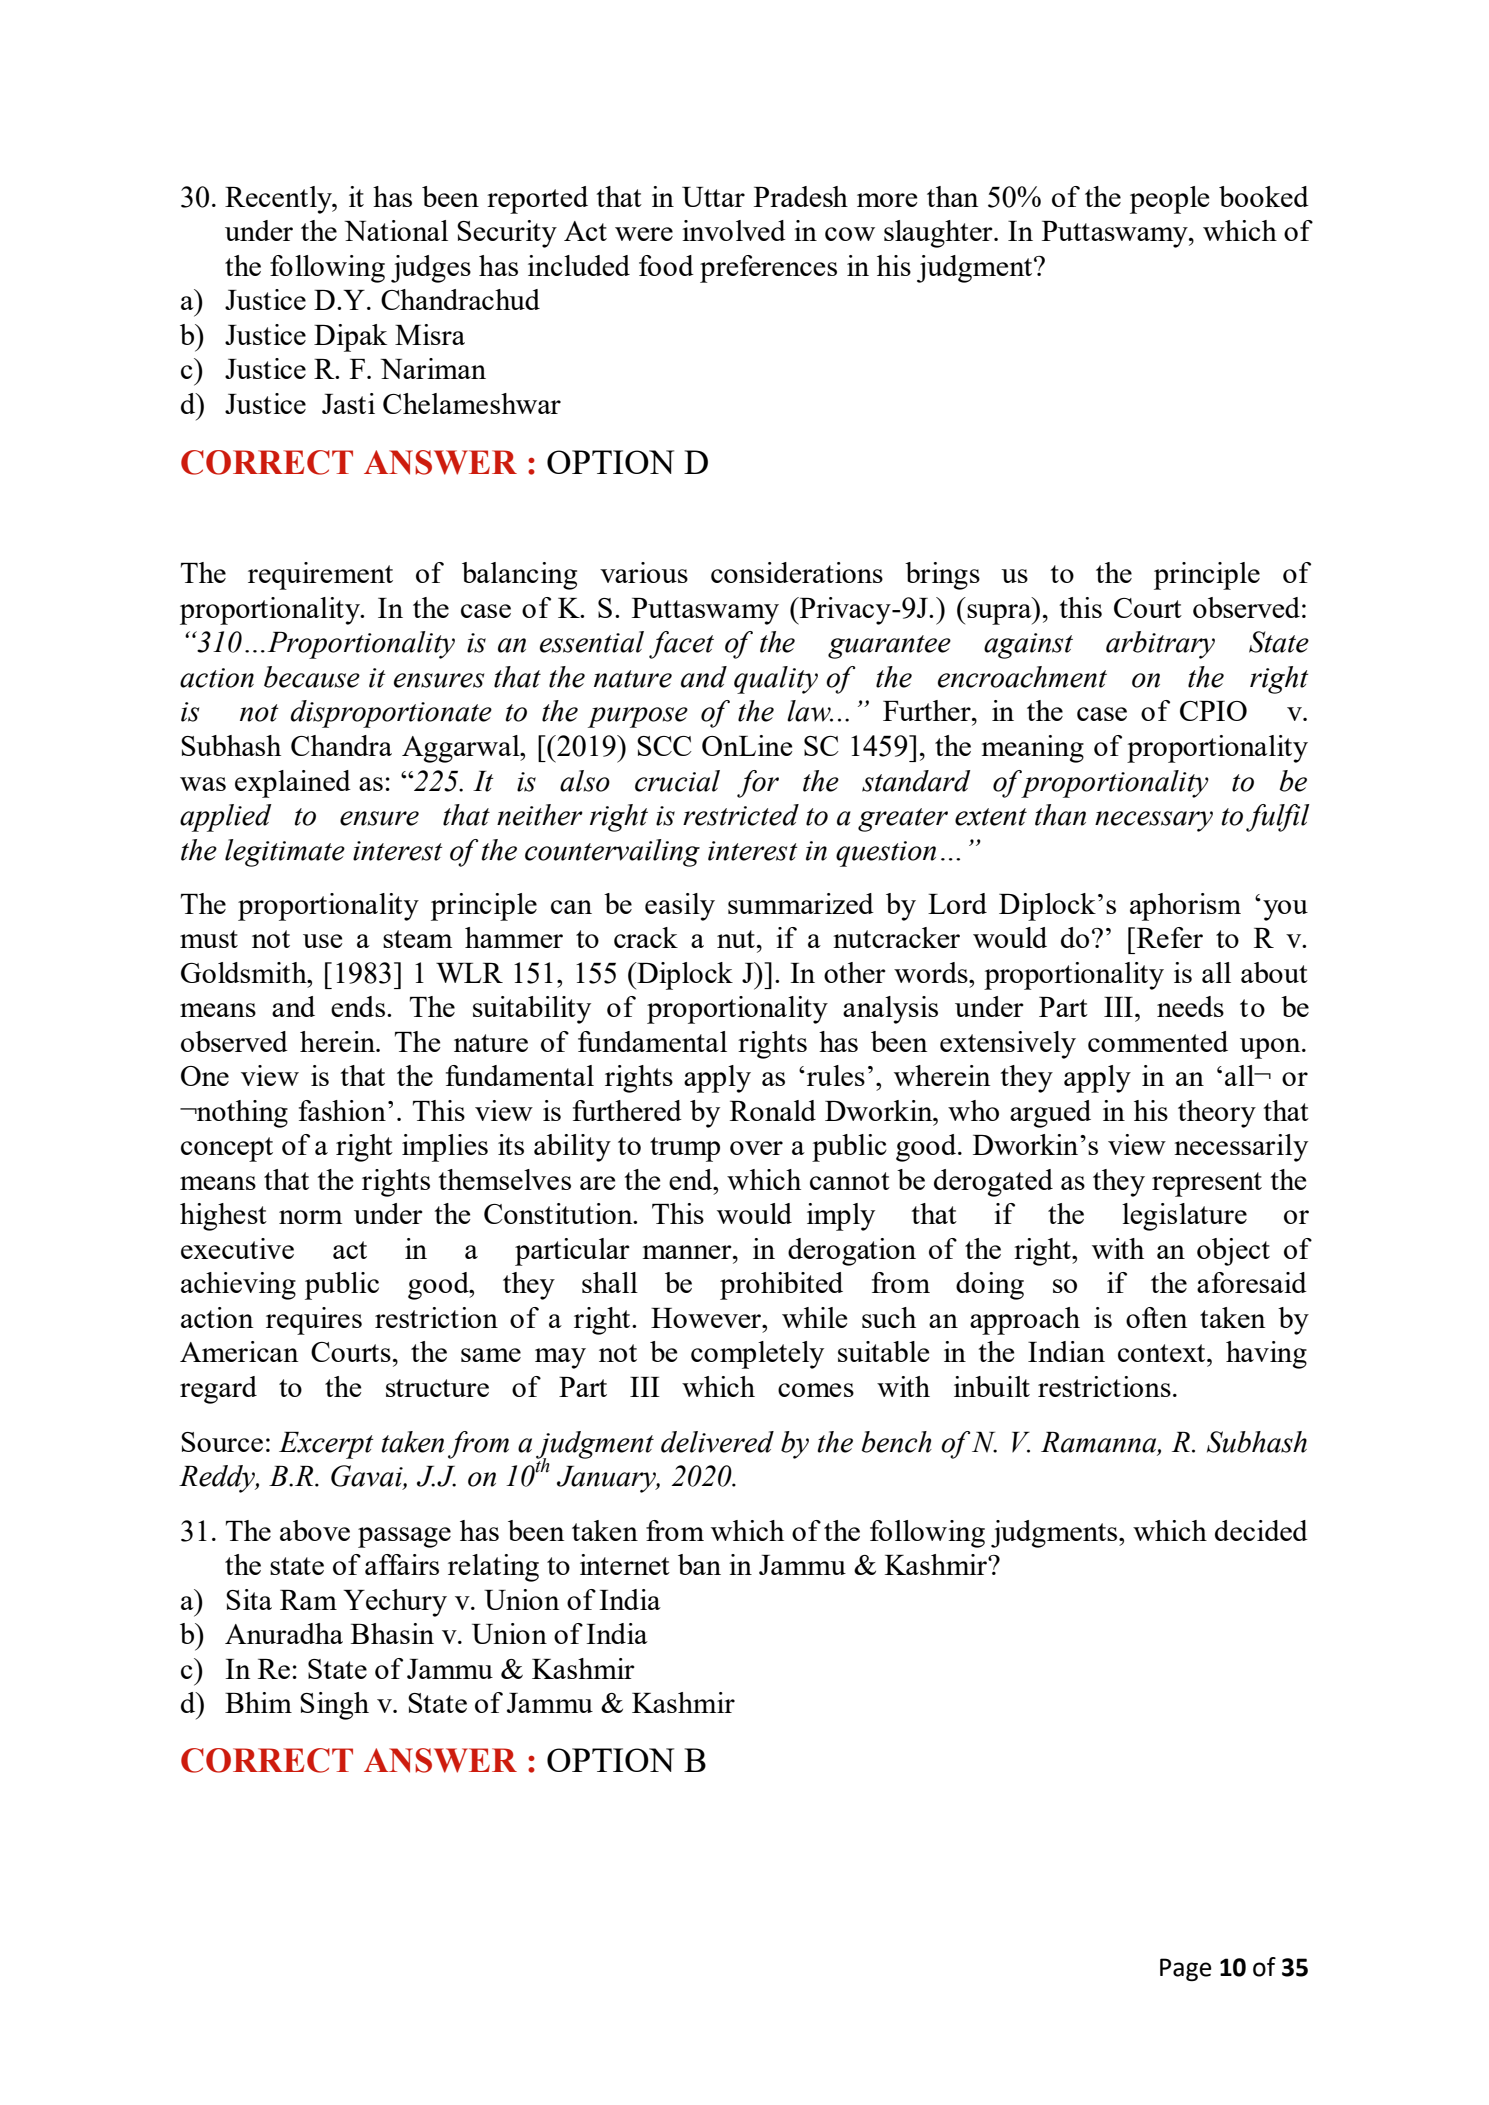 30. Recently, it has been reported that in Uttar Pradesh more than 50% of the people booked
under the National Security Act were involved in cow slaughter. In Puttaswamy, which of
the following judges has included food preferences in his judgment?
a) Justice D.Y. Chandrachud
b) Justice Dipak Misra
c) Justice R. F. Nariman
d) Justice Jasti Chelameshwar
CORRECT ANSWER : OPTION D
The requirement of balancing various considerations brings us to the principle of
proportionality. In the case of K. S. Puttaswamy (Privacy-9J.) (supra), this Court observed:
“310…Proportionality is an essential facet of the guarantee against arbitrary State
action because it ensures that the nature and quality of the encroachment on the right
is not disproportionate to the purpose of the law...” Further, in the case of CPIO v.
Subhash Chandra Aggarwal, [(2019) SCC OnLine SC 1459], the meaning of proportionality
was explained as: “225. It is also crucial for the standard of proportionality to be
applied to ensure that neither right is restricted to a greater extent than necessary to fulfil
the legitimate interest of the countervailing interest in question…”
The proportionality principle can be easily summarized by Lord Diplock’s aphorism ‘you
must not use a steam hammer to crack a nut, if a nutcracker would do?’ [Refer to R v.
Goldsmith, [1983] 1 WLR 151, 155 (Diplock J)]. In other words, proportionality is all about
means and ends. The suitability of proportionality analysis under Part III, needs to be
observed herein. The nature of fundamental rights has been extensively commented upon.
One view is that the fundamental rights apply as ‘rules’, wherein they apply in an ‘all¬ or
¬nothing fashion’. This view is furthered by Ronald Dworkin, who argued in his theory that
concept of a right implies its ability to trump over a public good. Dworkin’s view necessarily
means that the rights themselves are the end, which cannot be derogated as they represent the
highest norm under the Constitution. This would imply that if the legislature or
executive act in a particular manner, in derogation of the right, with an object of
achieving public good, they shall be prohibited from doing so if the aforesaid
action requires restriction of a right. However, while such an approach is often taken by
American Courts, the same may not be completely suitable in the Indian context, having
regard to the structure of Part III which comes with inbuilt restrictions.
Source: Excerpt taken from a judgment delivered by the bench of N. V. Ramanna, R. Subhash
Reddy, B.R. Gavai, J.J. on 10th January, 2020.
31. The above passage has been taken from which of the following judgments, which decided
the state of affairs relating to internet ban in Jammu & Kashmir?
a) Sita Ram Yechury v. Union of India
b) Anuradha Bhasin v. Union of India
c) In Re: State of Jammu & Kashmir
d) Bhim Singh v. State of Jammu & Kashmir
CORRECT ANSWER : OPTION B
Page 10 of 35